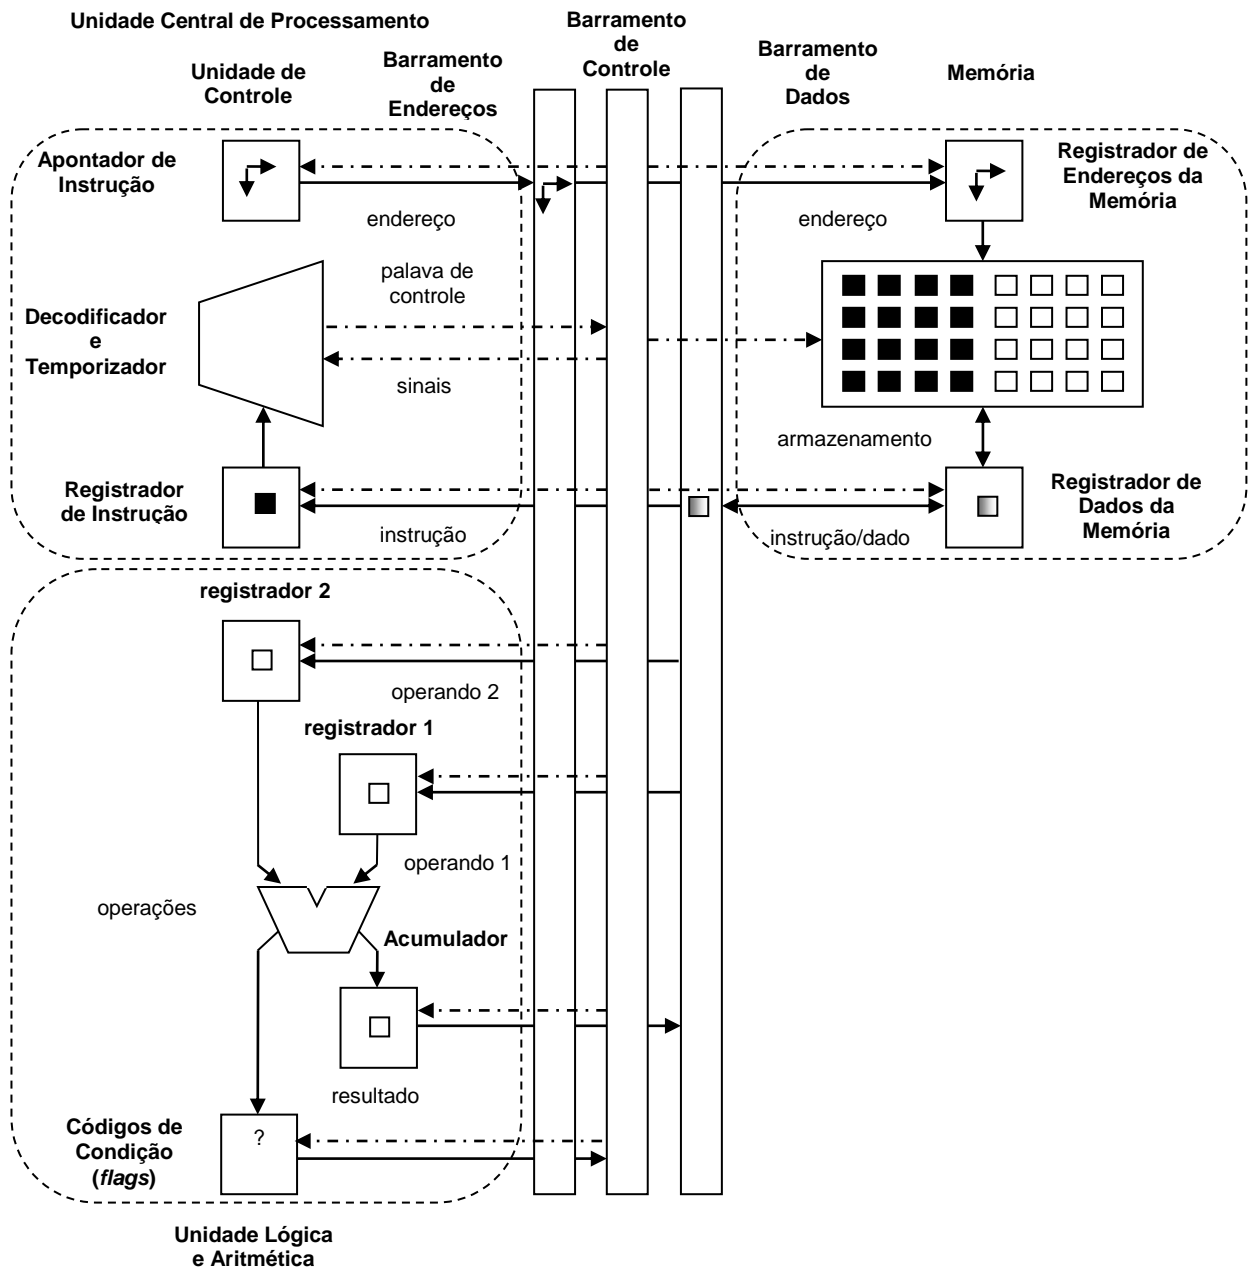 Unidade Central de Processamento
Barramento
de
Controle
Unidade de
Controle
Barramento
de
Endereços
Barramento
de
Dados
Memória
Apontador de
Instrução
endereço
endereço
Registrador de
Endereços da
Memória
palava de
controle
Decodificador
e
Temporizador
sinais
armazenamento
Registrador
de Instrução
instrução
instrução/dado
Registrador de
Dados da
Memória
registrador 2
operando 2
registrador 1
operando 1
operações
Acumulador
resultado
Códigos de
Condição
(flags)
?
Unidade Lógica
e Aritmética